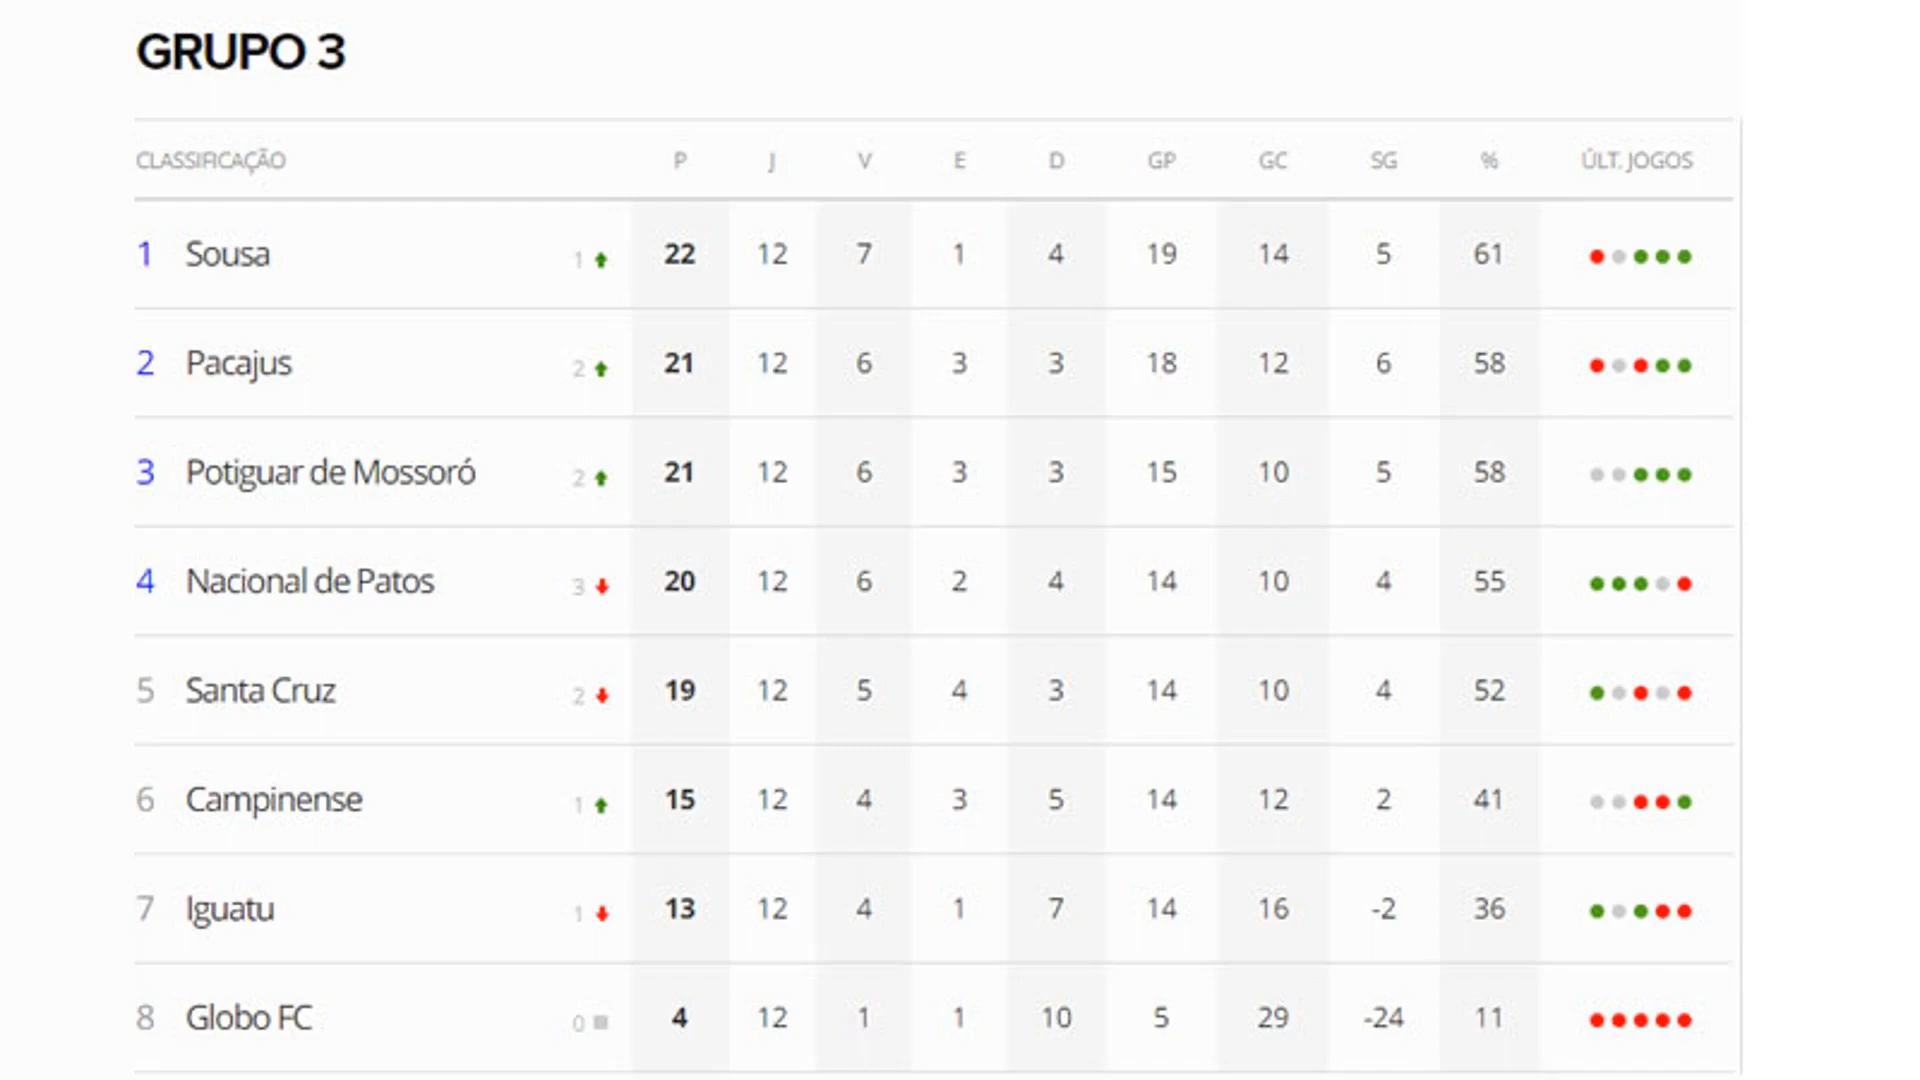 GRUPO 3
CLASSIFICAÇÃO P J V E D GP GC SG % ÚLT. JOGOS
1 Sousa 1 22 12 7 1 4 19 14 5 61
2 Pacajus 2 21 12 6 3 3 18 12 6 58
3 Potiguar de Mossoró 2 21 12 6 3 3 15 10 5 58
4 Nacional de Patos 3 20 12 6 2 4 14 10 4 55
5 Santa Cruz 2 19 12 5 4 3 14 10 4 52
6 Campinense 1 15 12 4 3 5 14 12 2 41
7 Iguatu 1 13 12 4 1 7 14 16 -2 36
8 Globo FC 0 4 12 1 1 10 5 29 -24 11